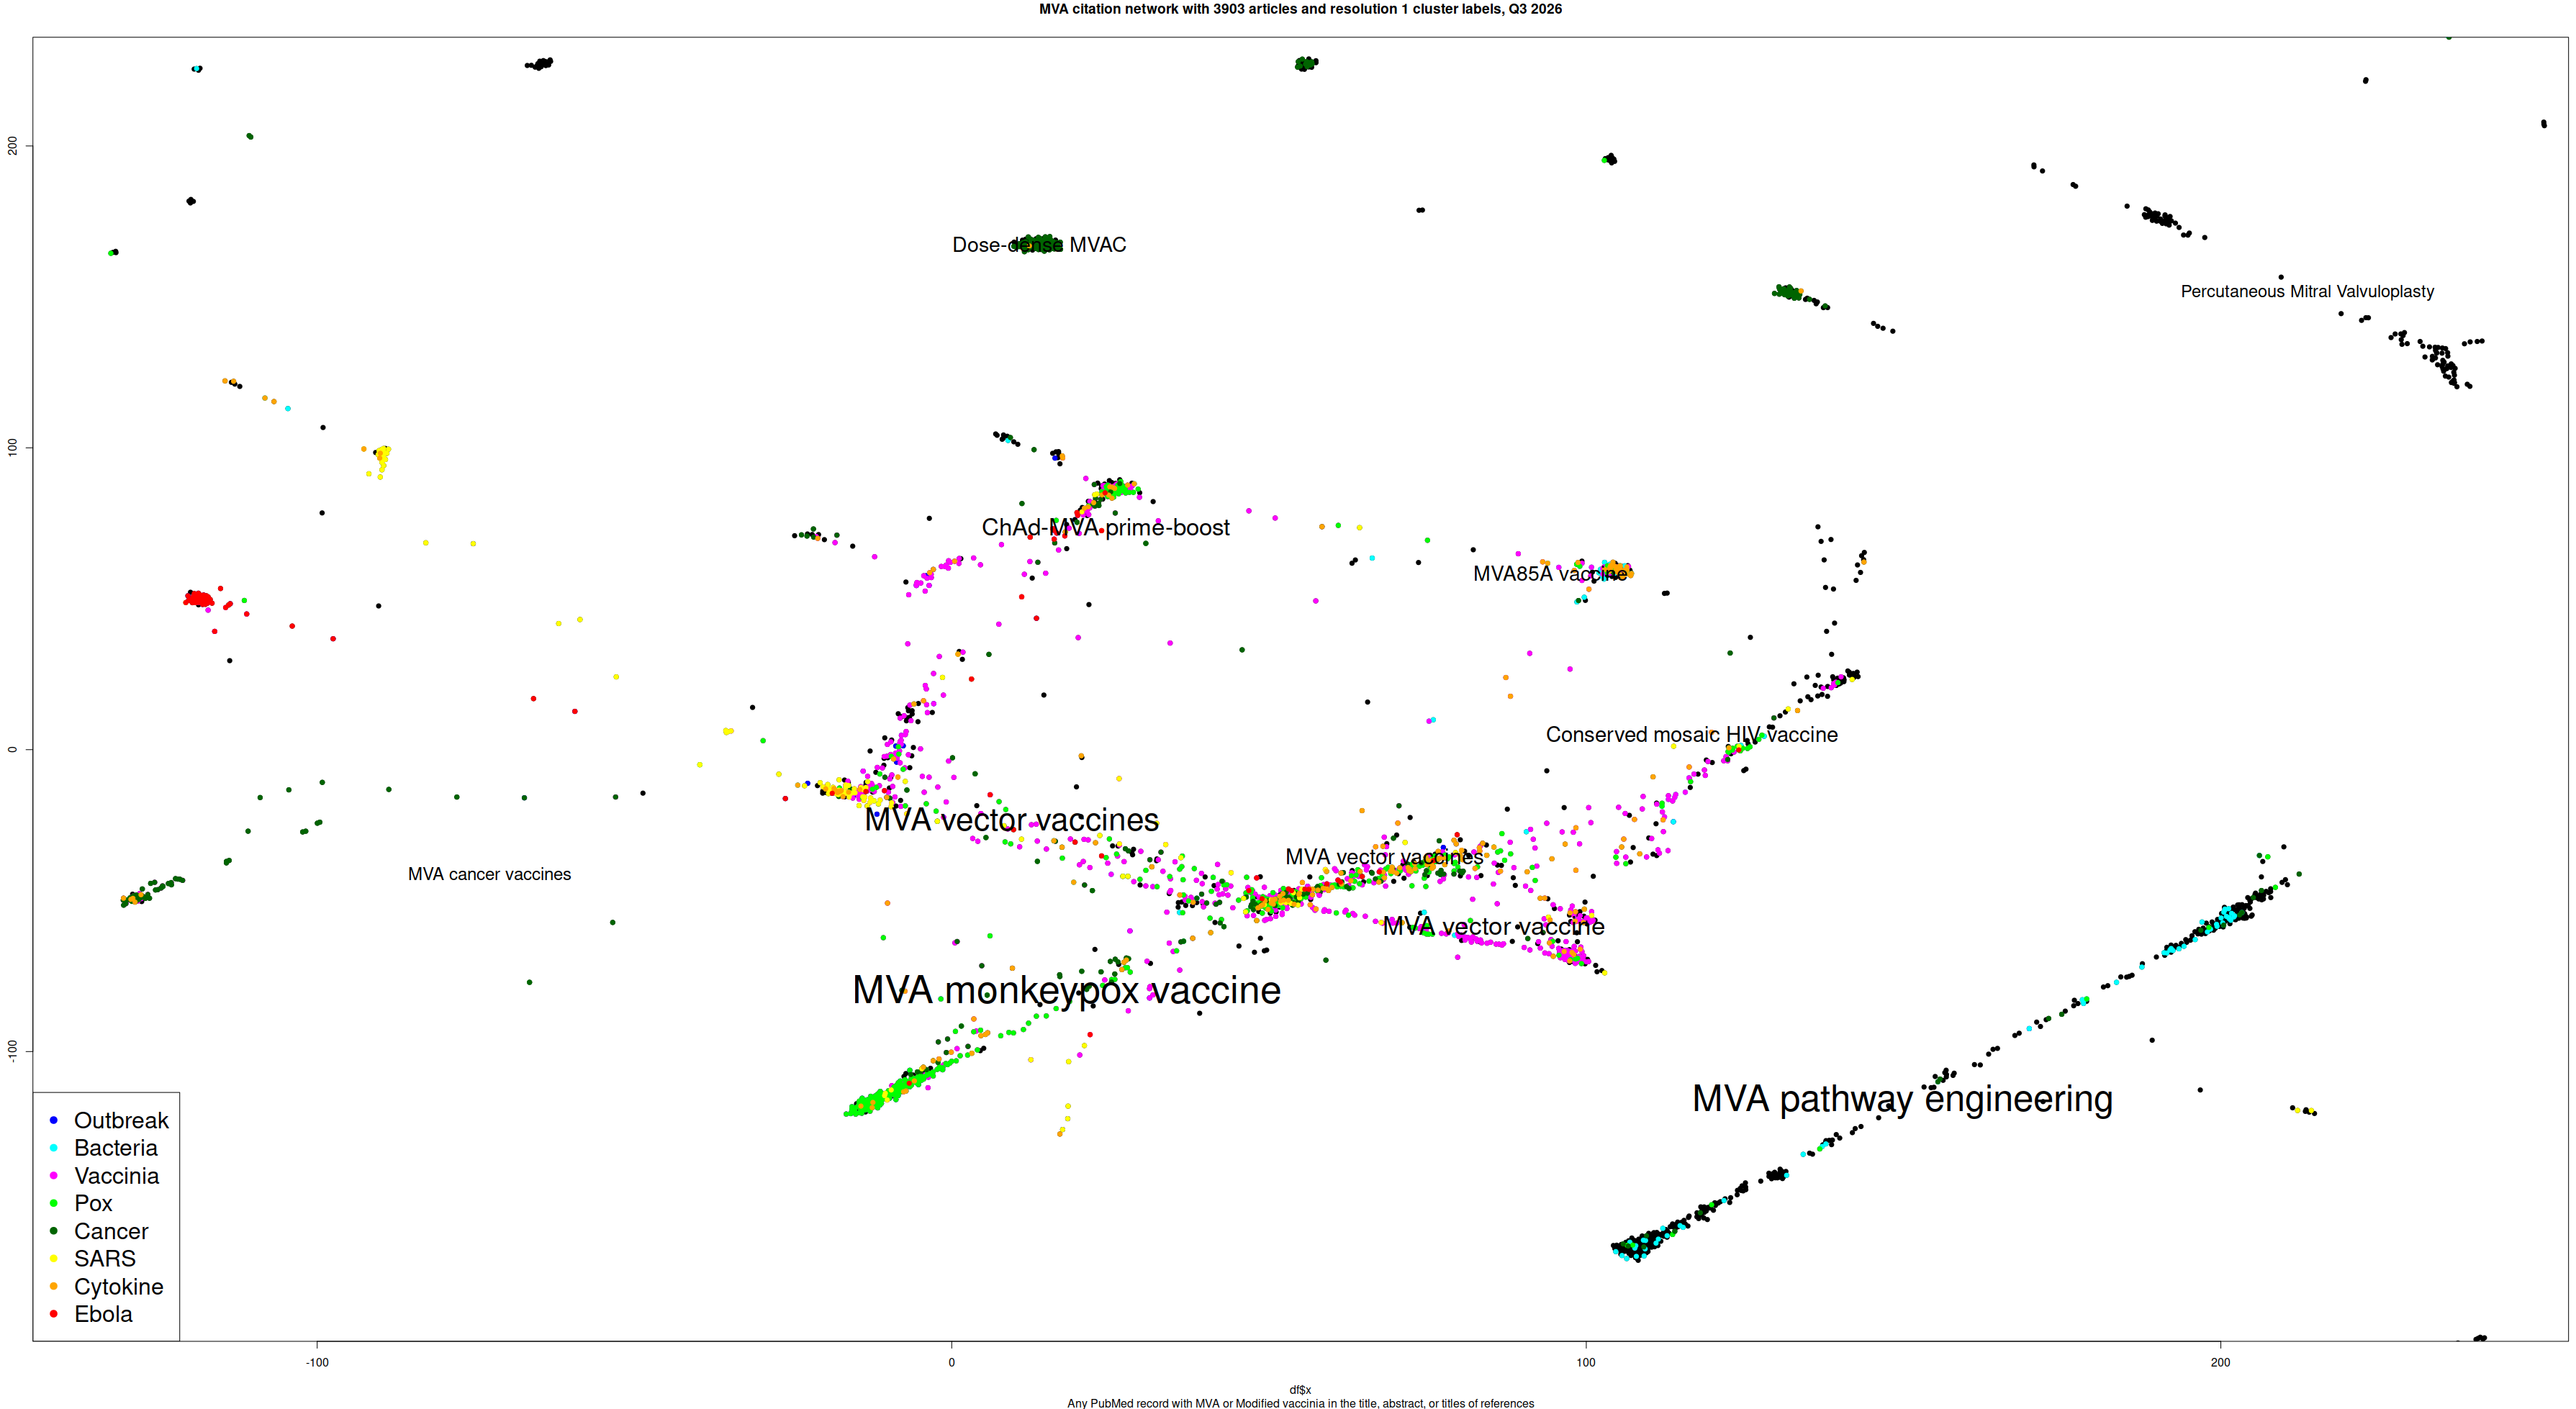 MVA citation network with 3903 articles and resolution 1 cluster labels, Q3 2026
200
Dose-dense MVAC
Percutaneous Mitral Valvuloplasty
100
ChAd-MVA prime-boost
MVA85A vaccine
Conserved mosaic HIV vaccine
0
MVA vector vaccines
MVA vector vaccines
MVA cancer vaccines
MVA vector vaccine
MVA monkeypox vaccine
-100
MVA pathway engineering
Outbreak
Bacteria
Vaccinia
Pox
Cancer
SARS
Cytokine
Ebola
-100 0 100 200
df$x
Any PubMed record with MVA or Modified vaccinia in the title, abstract, or titles of references